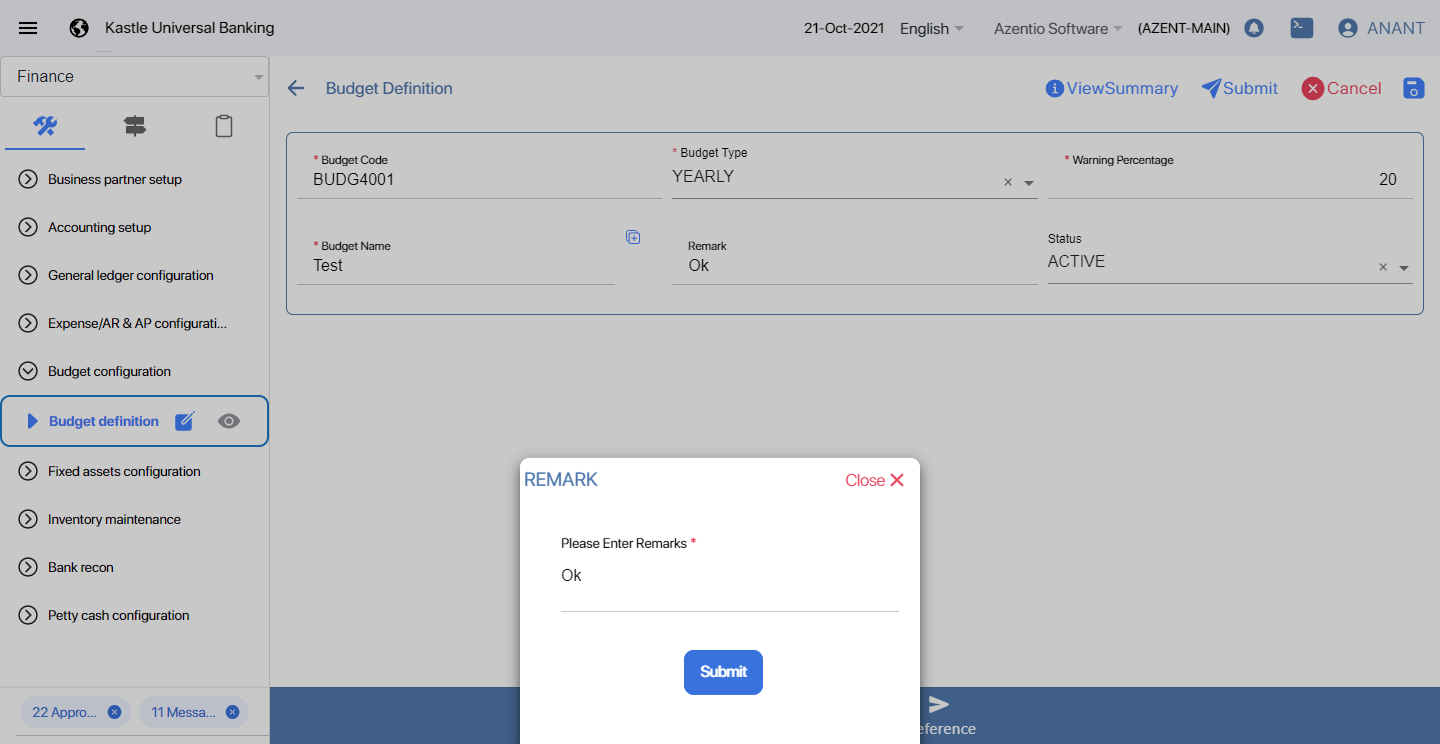 Kastle Universal Banking
21-Oct-2021 English Azentio Software (AZENT-MAIN) ANANT
Finance
Budget Definition
ViewSummary Submit Cancel
Business partner setup
Accounting setup
General ledger configuration
Expense/AR & AP configurati...
Budget configuration
Budget definition
Fixed assets configuration
Inventory maintenance
Bank recon
Petty cash configuration
22 Appro... 11 Messa...
* Budget Code
BUDG4001
* Budget Type
YEARLY
* Warning Percentage
20
* Budget Name
Test
Remark
Ok
Status
ACTIVE
REMARK
Close
Please Enter Remarks *
Ok
Submit
eference